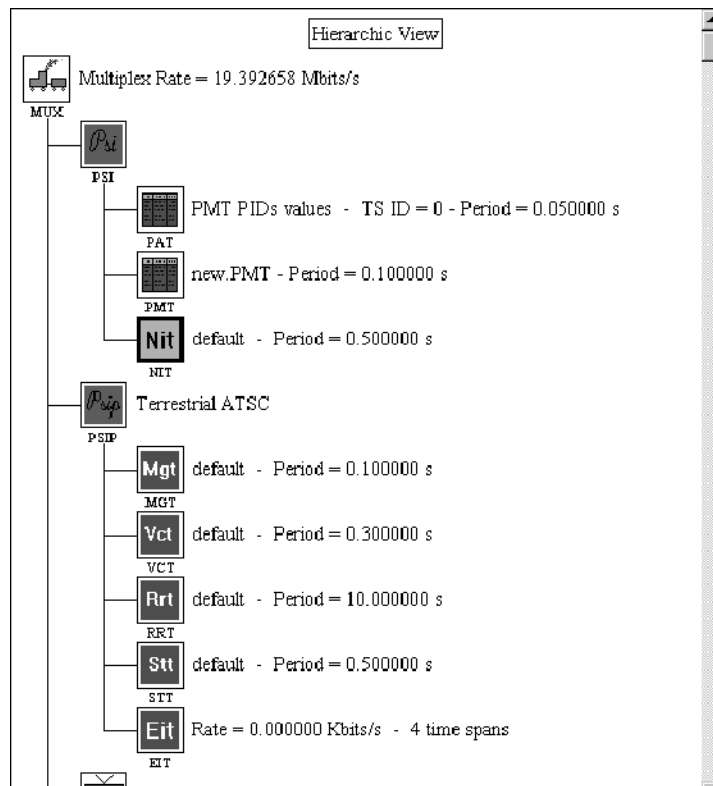 Hierarchic View
Multiplex Rate = 19.392658 Mbits/s
MUX
Psi
PSI
PMT PIDs values - TS ID = 0 - Period = 0.050000 s
PAT
new.PMT - Period = 0.100000 s
PMT
Nit default - Period = 0.500000 s
NIT
Psip Terrestrial ATSC
PSIP
Mgt default - Period = 0.100000 s
MGT
Vct default - Period = 0.300000 s
VCT
Rrt default - Period = 10.000000 s
RRT
Stt default - Period = 0.500000 s
STT
Eit Rate = 0.000000 Kbits/s - 4 time spans
EIT